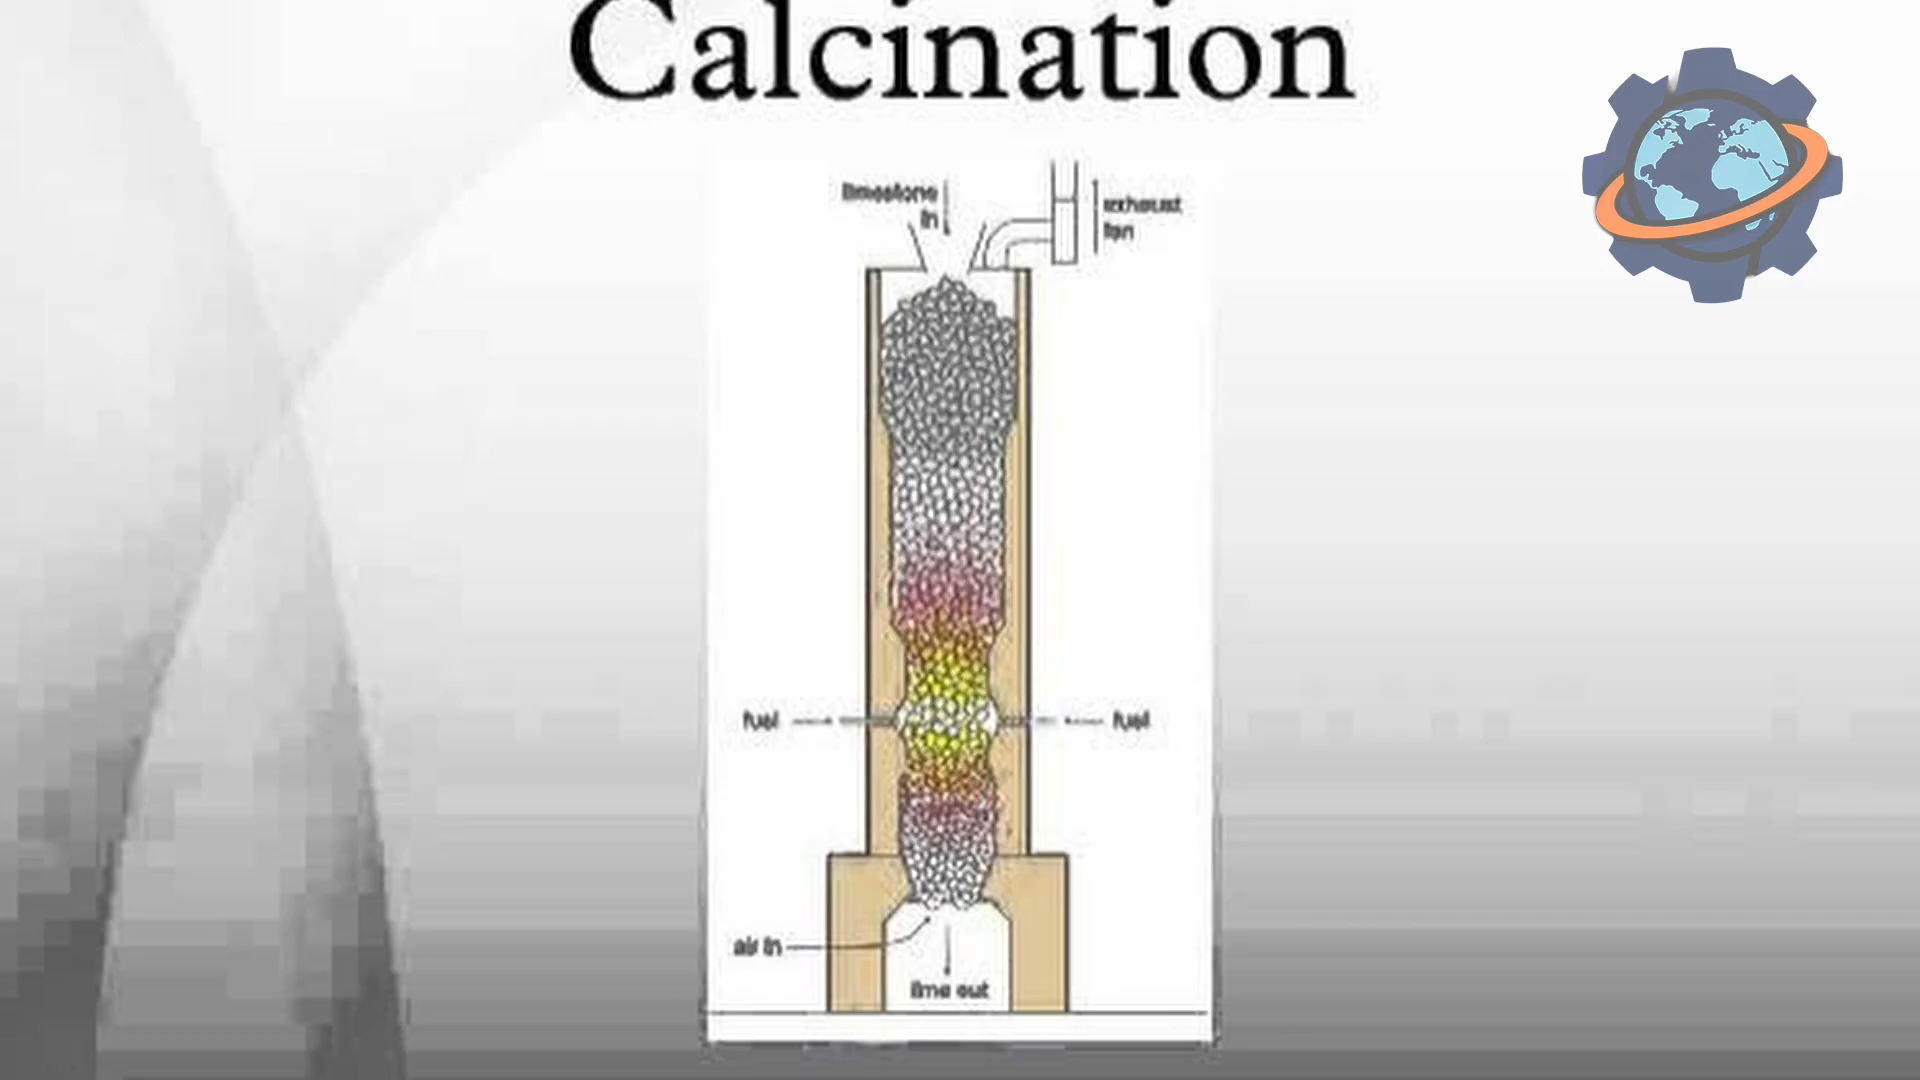 Calcination
limestone
in
exhaust
fan
fuel
fuel
air in
lime out